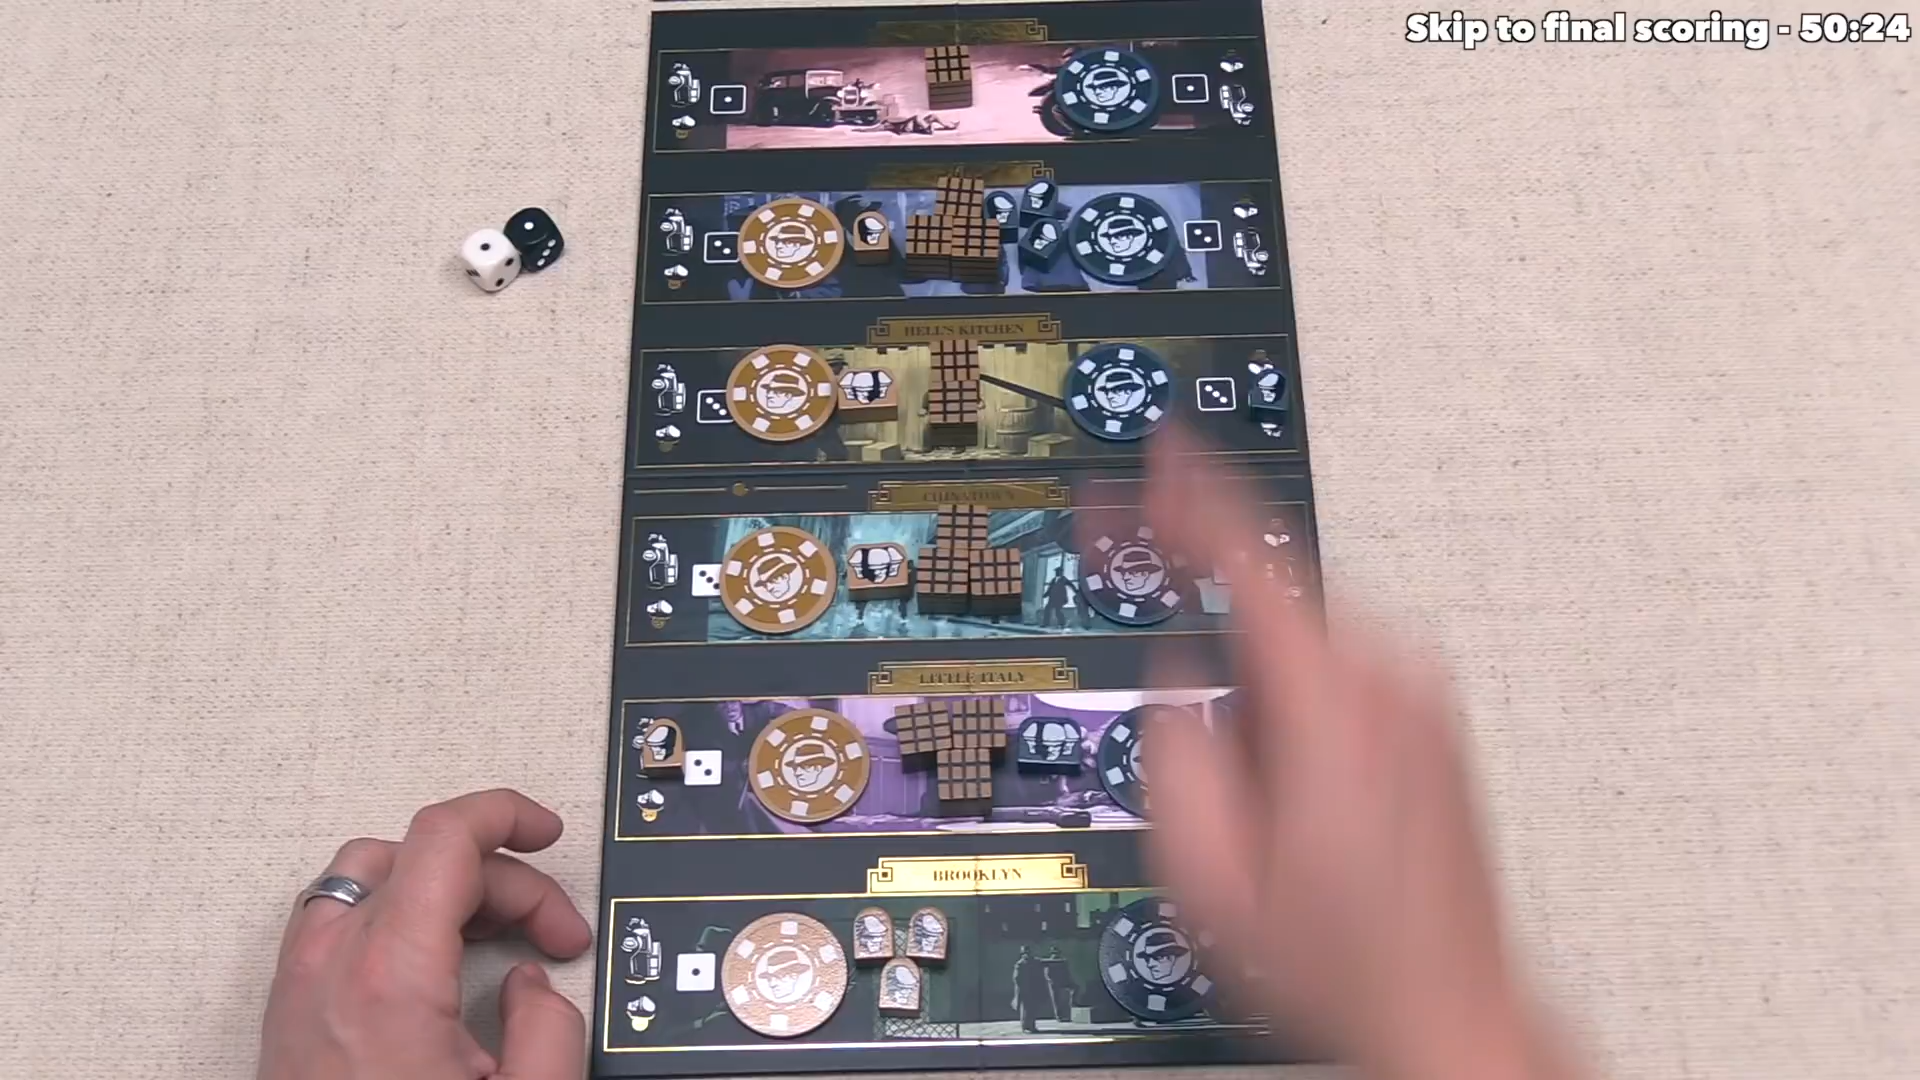 Skip to final scoring - 50:24
HELL'S KITCHEN
CHINATOWN
LITTLE ITALY
BROOKLYN